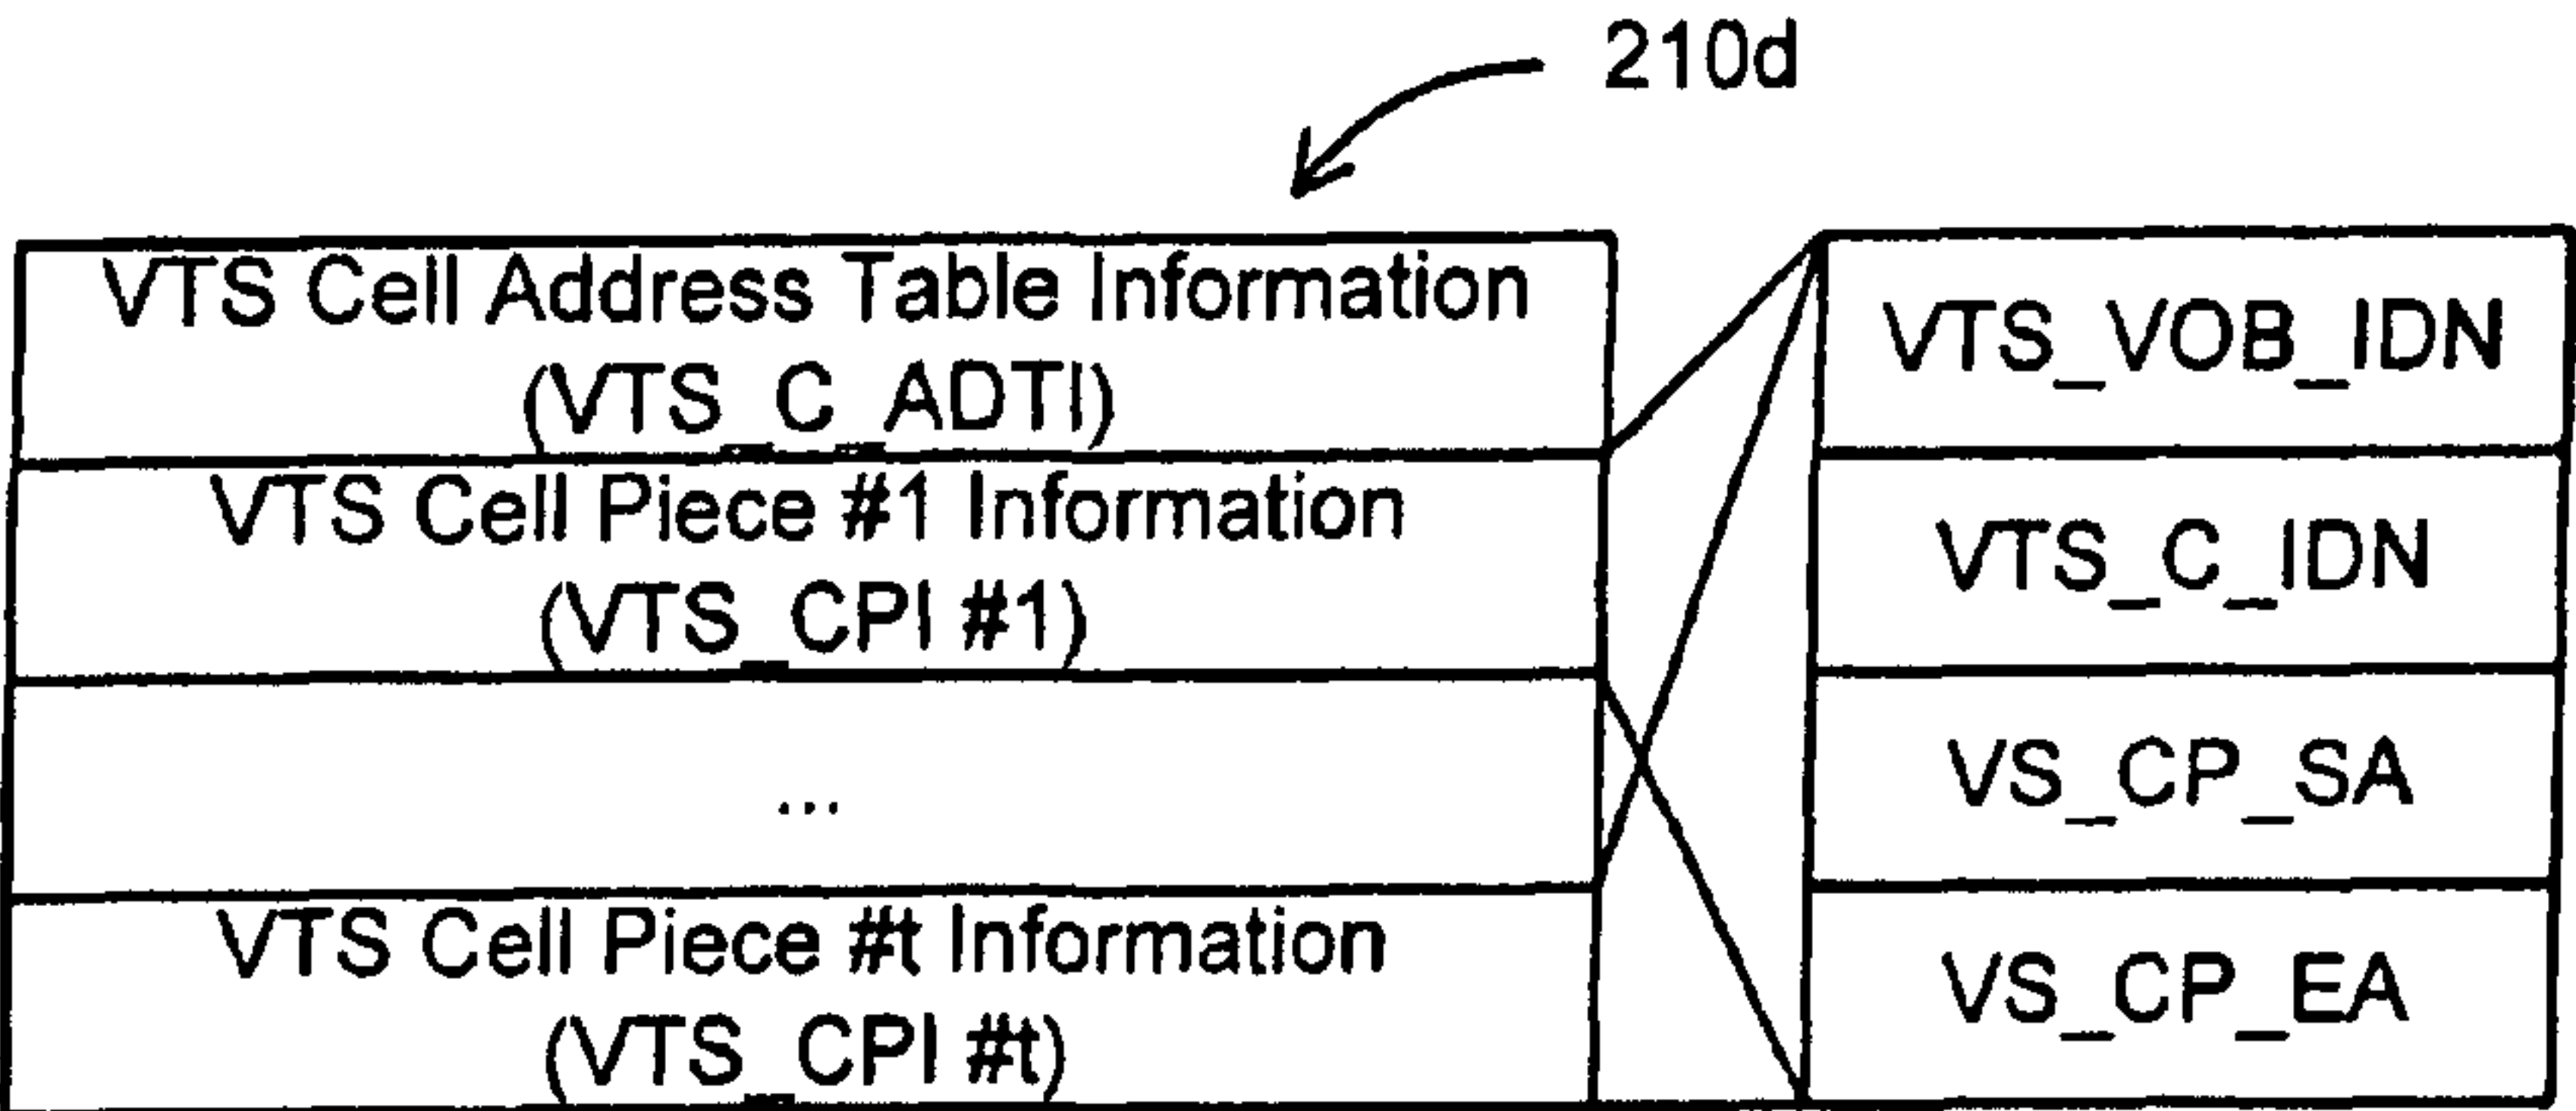 210d
VTS Cell Address Table Information
(VTS_C_ADTI)
VTS Cell Piece #1 Information
(VTS_CPI #1)
...
VTS Cell Piece #t Information
(VTS_CPI #t)
VTS_VOB_IDN
VTS_C_IDN
VS_CP_SA
VS_CP_EA